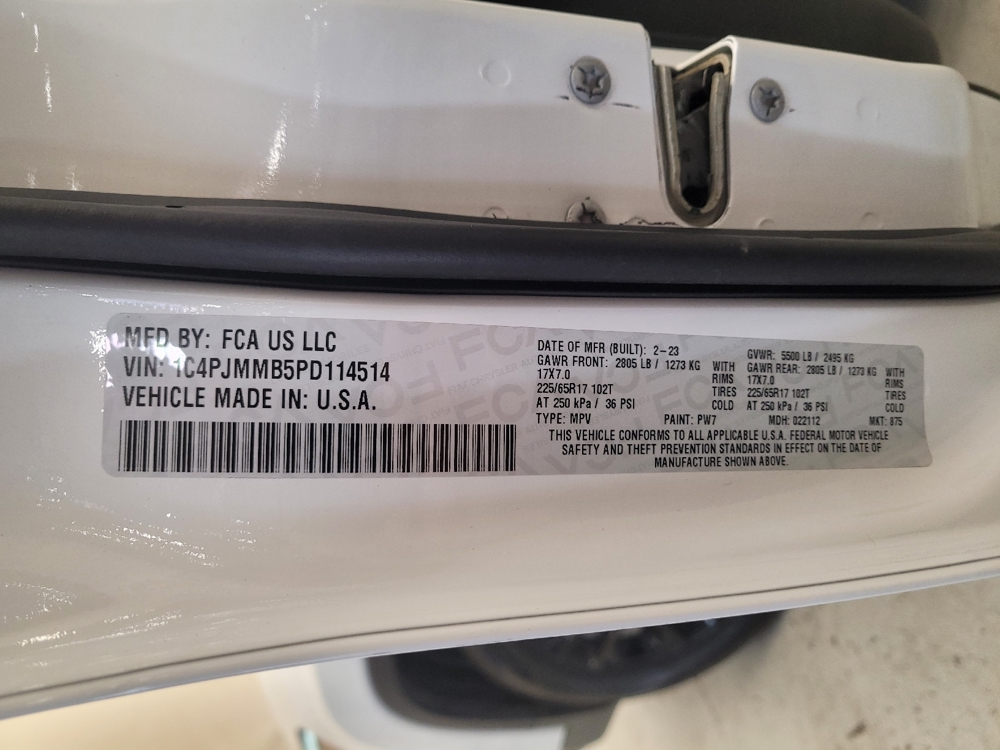 MFD BY: FCA US LLC
VIN: 1C4PJMMB5PD114514
VEHICLE MADE IN: U.S.A.
DATE OF MFR (BUILT): 2-23 GVWR: 5500 LB / 2495 KG
GAWR FRONT: 2805 LB / 1273 KG WITH GAWR REAR: 2805 LB / 1273 KG WITH
17X7.0 RIMS 17X7.0 RIMS
225/65R17 102T TIRES 225/65R17 102T TIRES
AT 250 kPa / 36 PSI COLD AT 250 kPa / 36 PSI COLD
TYPE: MPV PAINT: PW7 MDH: 022112 MKT: 875
THIS VEHICLE CONFORMS TO ALL APPLICABLE U.S.A. FEDERAL MOTOR VEHICLE
SAFETY AND THEFT PREVENTION STANDARDS IN EFFECT ON THE DATE OF
MANUFACTURE SHOWN ABOVE.